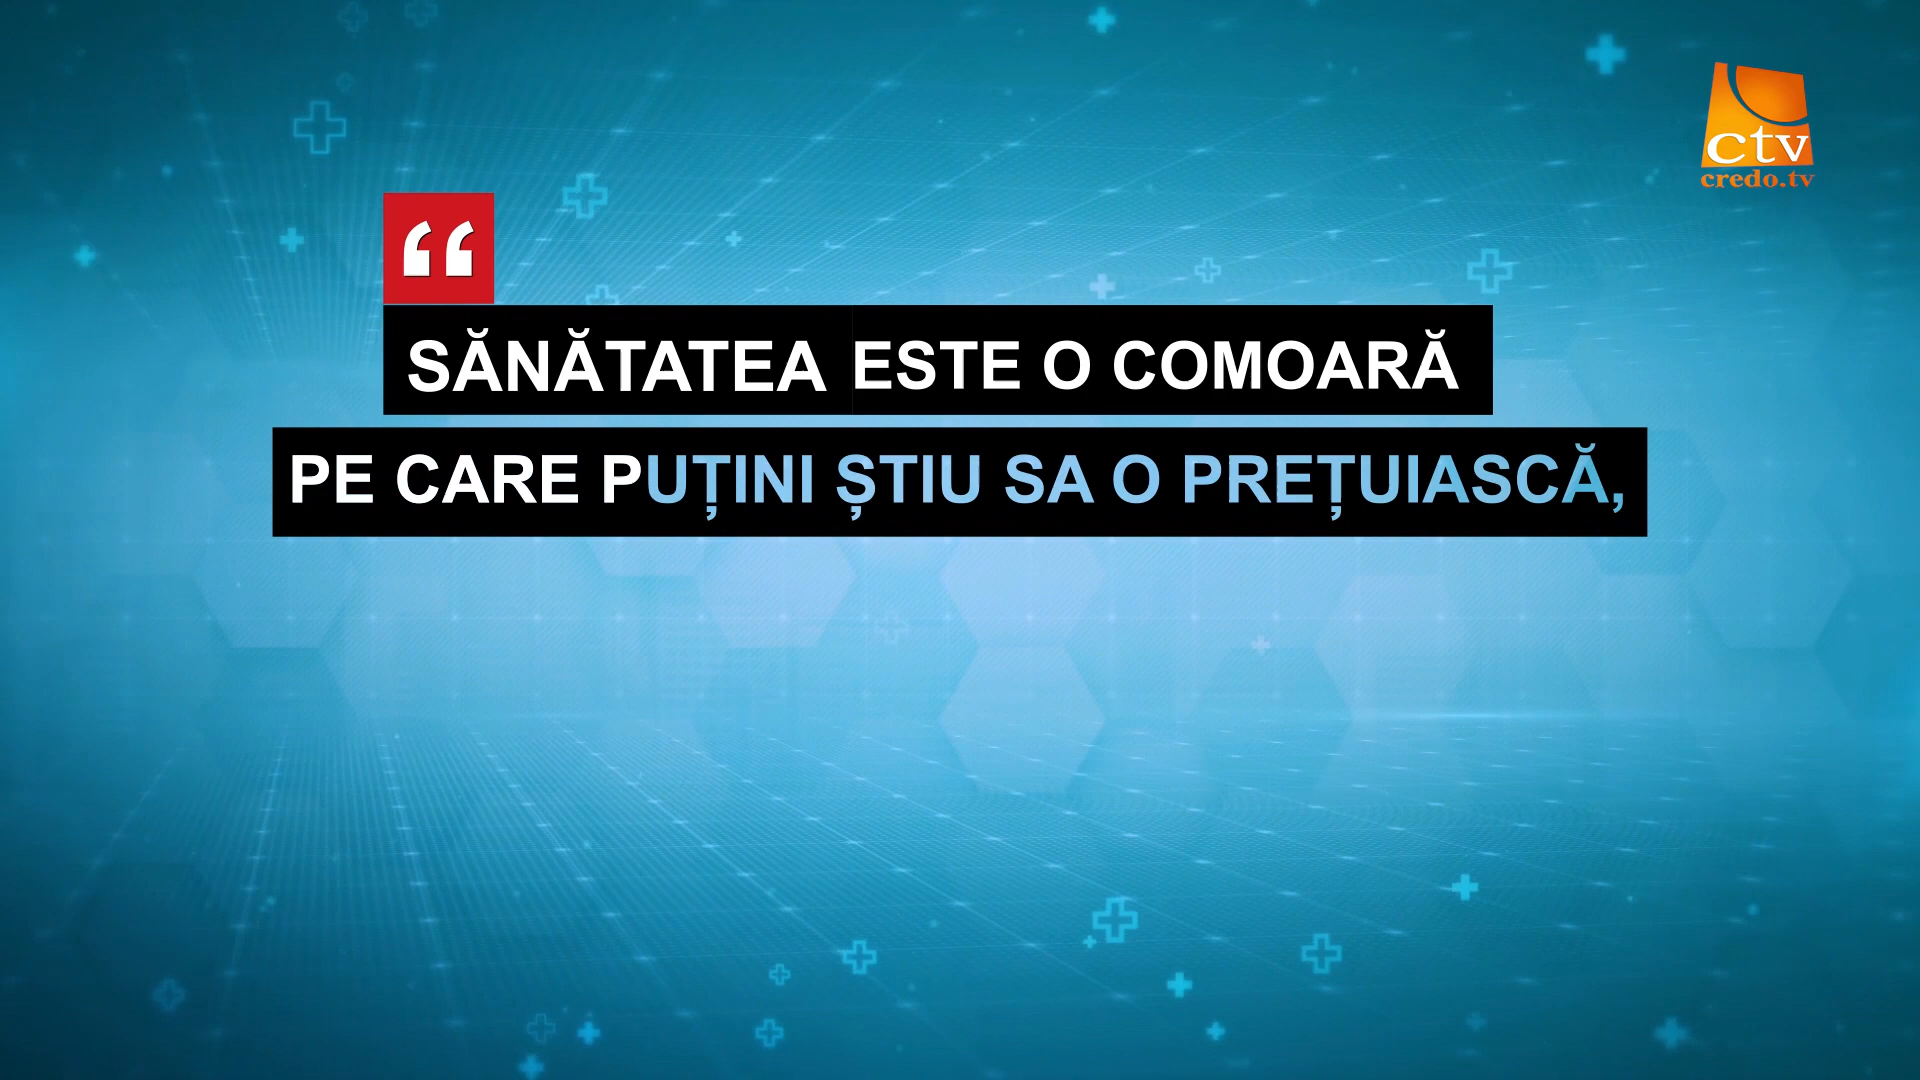 ctv
credo.tv
“
SĂNĂTATEA ESTE O COMOARĂ
PE CARE PUȚINI ȘTIU SA O PREȚUIASCĂ,